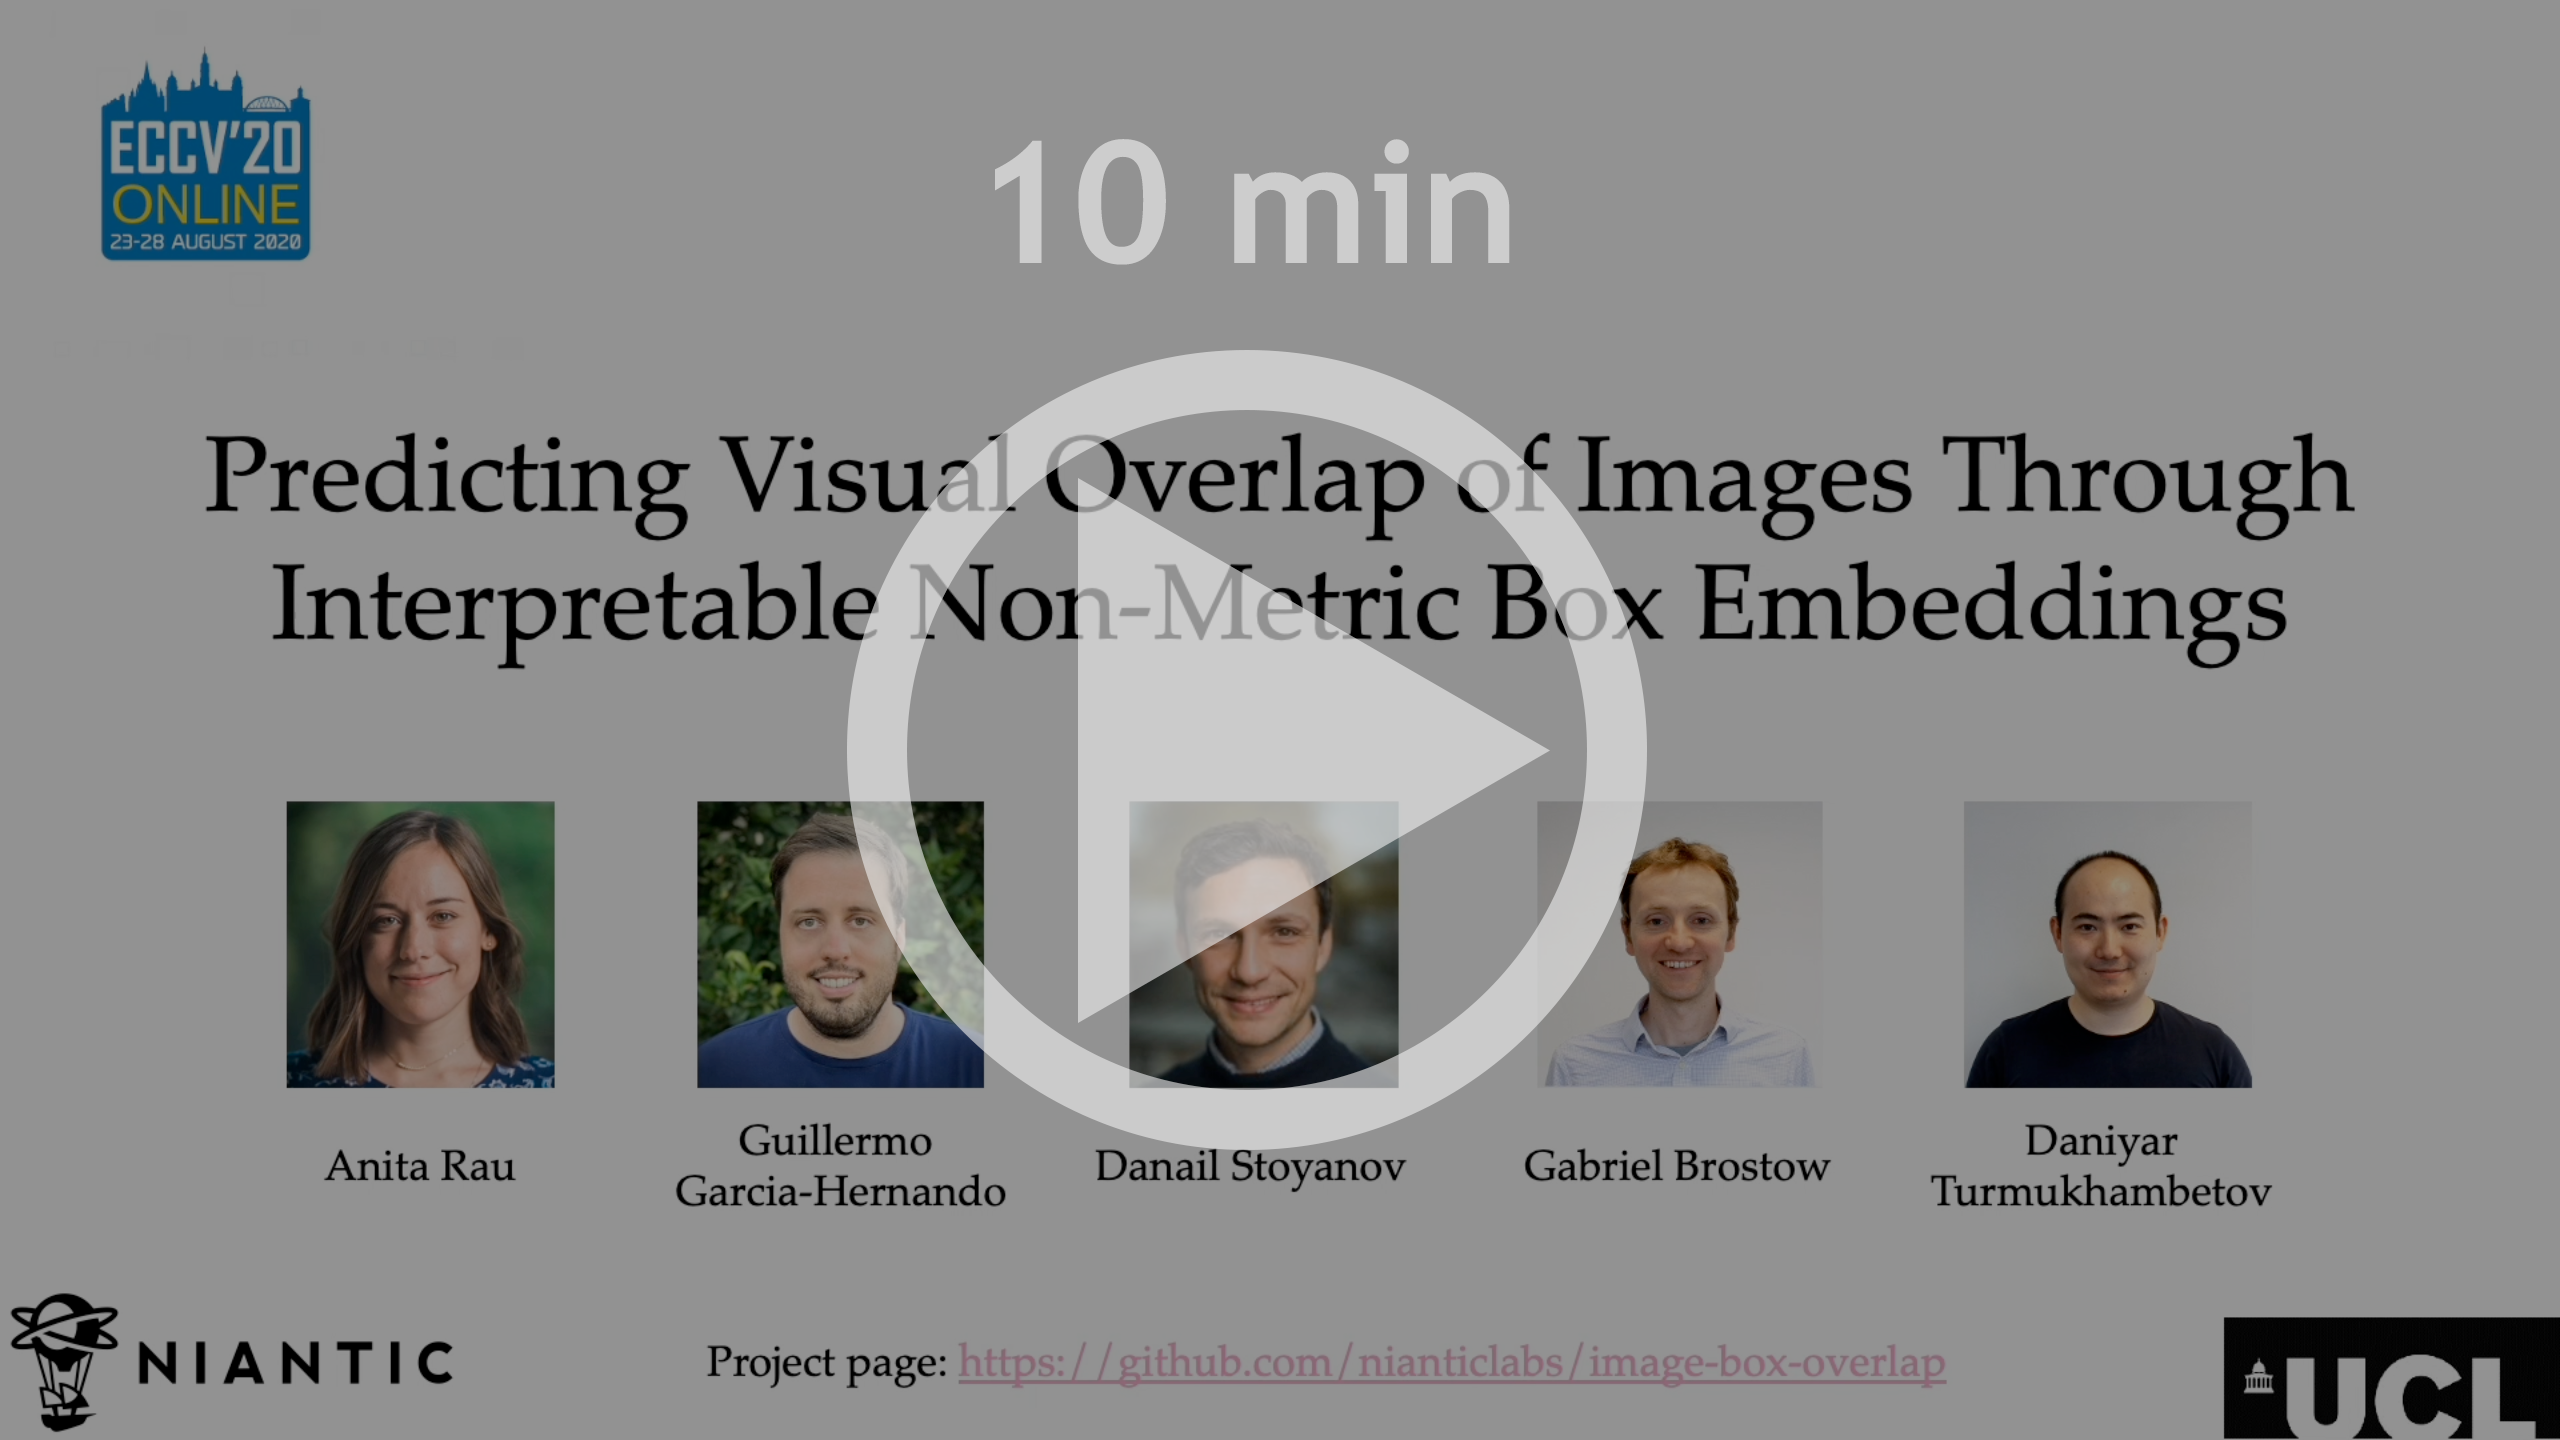 ECCV'20
ONLINE
23-28 AUGUST 2020
10 min
Predicting Visual Overlap of Images Through
Interpretable Non-Metric Box Embeddings
Anita Rau
Guillermo
Garcia-Hernando
Danail Stoyanov
Gabriel Brostow
Daniyar
Turmukhambetov
NIANTIC
Project page: https://github.com/nianticlabs/image-box-overlap
UCL